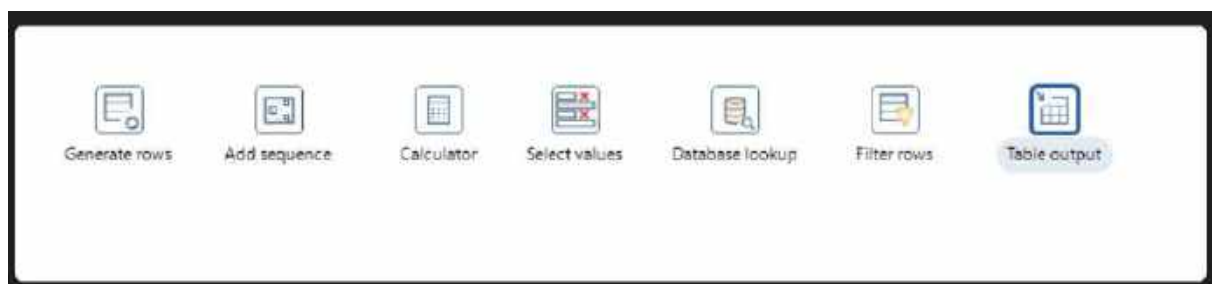 Generate rows
Add sequence
Calculator
Select values
Database lookup
Filter rows
Table output